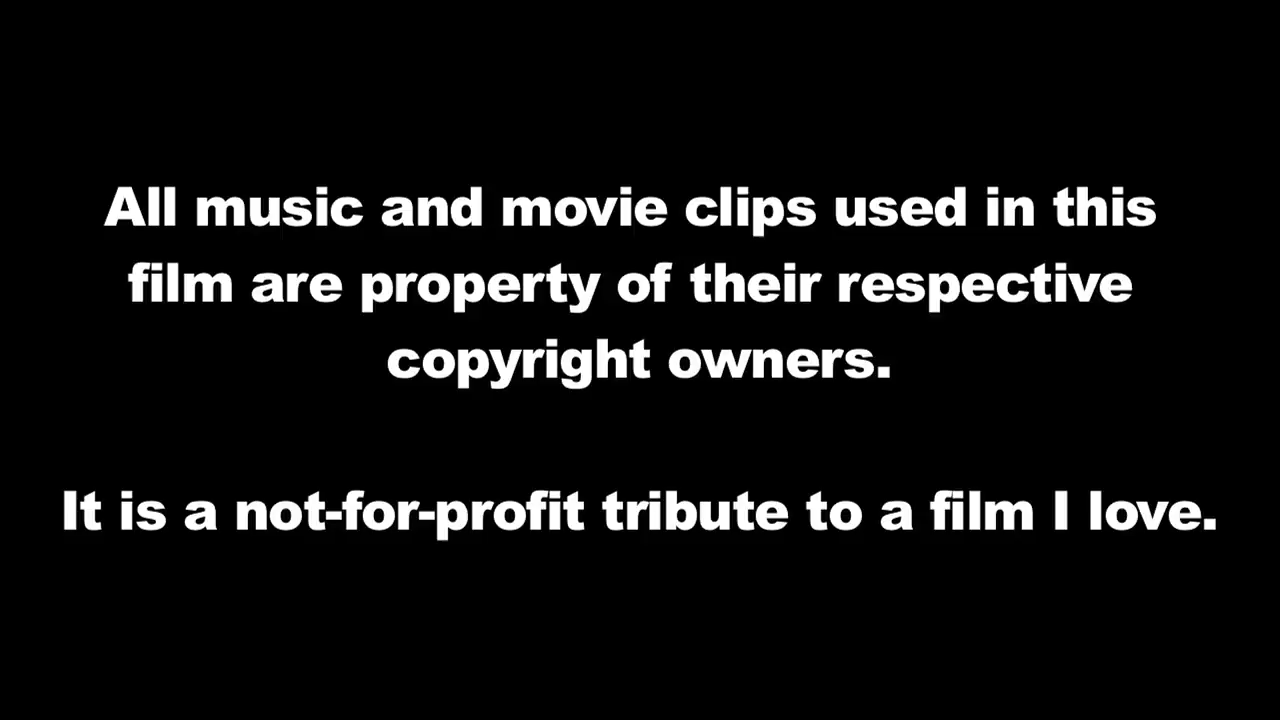 All music and movie clips used in this
film are property of their respective
copyright owners.
It is a not-for-profit tribute to a film I love.